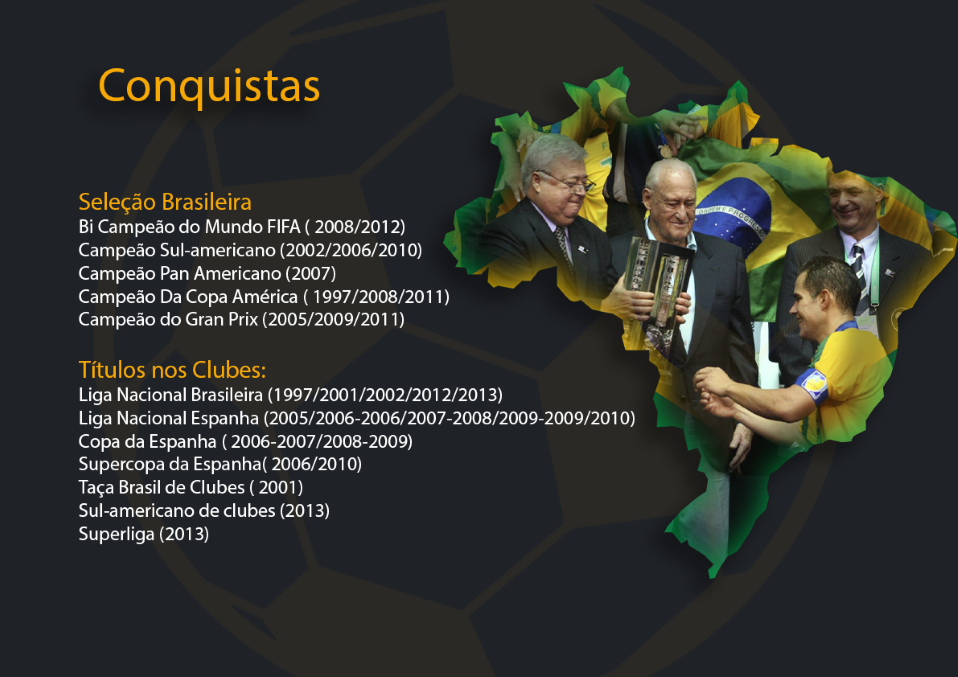 Conquistas
Seleção Brasileira
Bi Campeão do Mundo FIFA ( 2008/2012)
Campeão Sul-americano (2002/2006/2010)
Campeão Pan Americano (2007)
Campeão Da Copa América ( 1997/2008/2011)
Campeão do Gran Prix (2005/2009/2011)
Títulos nos Clubes:
Liga Nacional Brasileira (1997/2001/2002/2012/2013)
Liga Nacional Espanha (2005/2006-2006/2007-2008/2009-2009/2010)
Copa da Espanha ( 2006-2007/2008-2009)
Supercopa da Espanha( 2006/2010)
Taça Brasil de Clubes ( 2001)
Sul-americano de clubes (2013)
Superliga (2013)